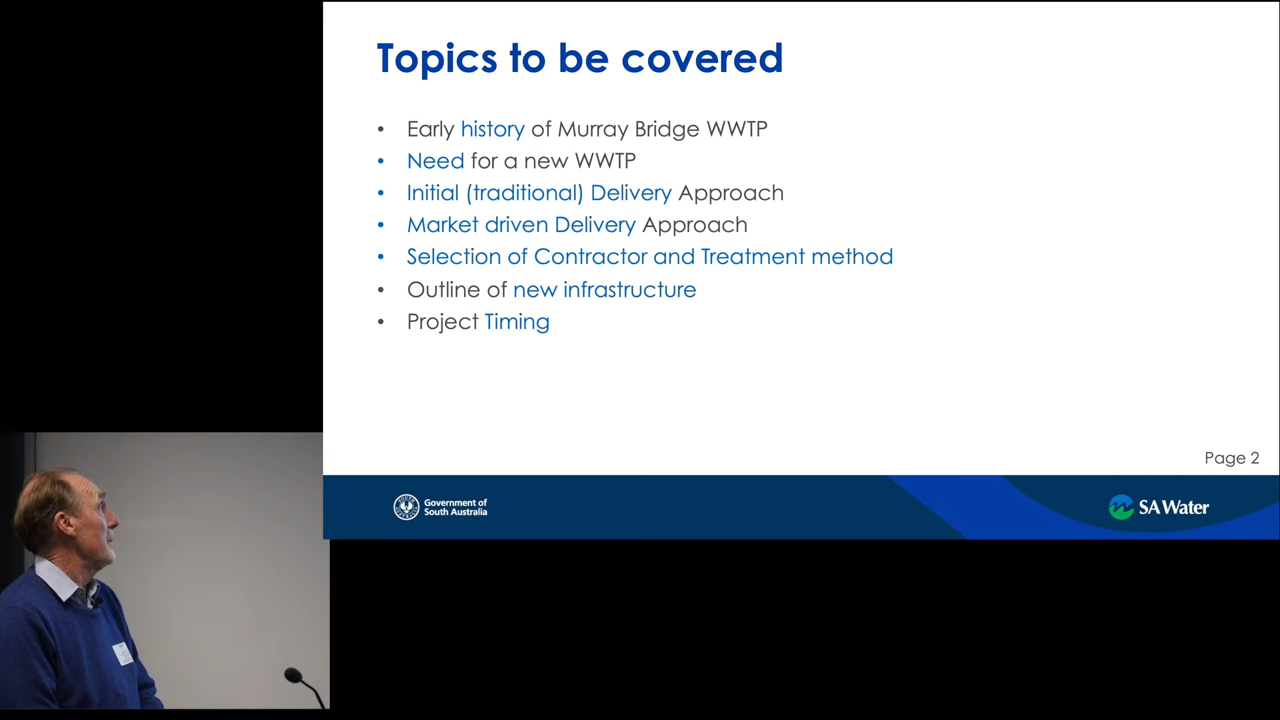 Topics to be covered
• Early history of Murray Bridge WWTP
• Need for a new WWTP
• Initial (traditional) Delivery Approach
• Market driven Delivery Approach
• Selection of Contractor and Treatment method
• Outline of new infrastructure
• Project Timing
Page 2
Government of
South Australia
SA Water